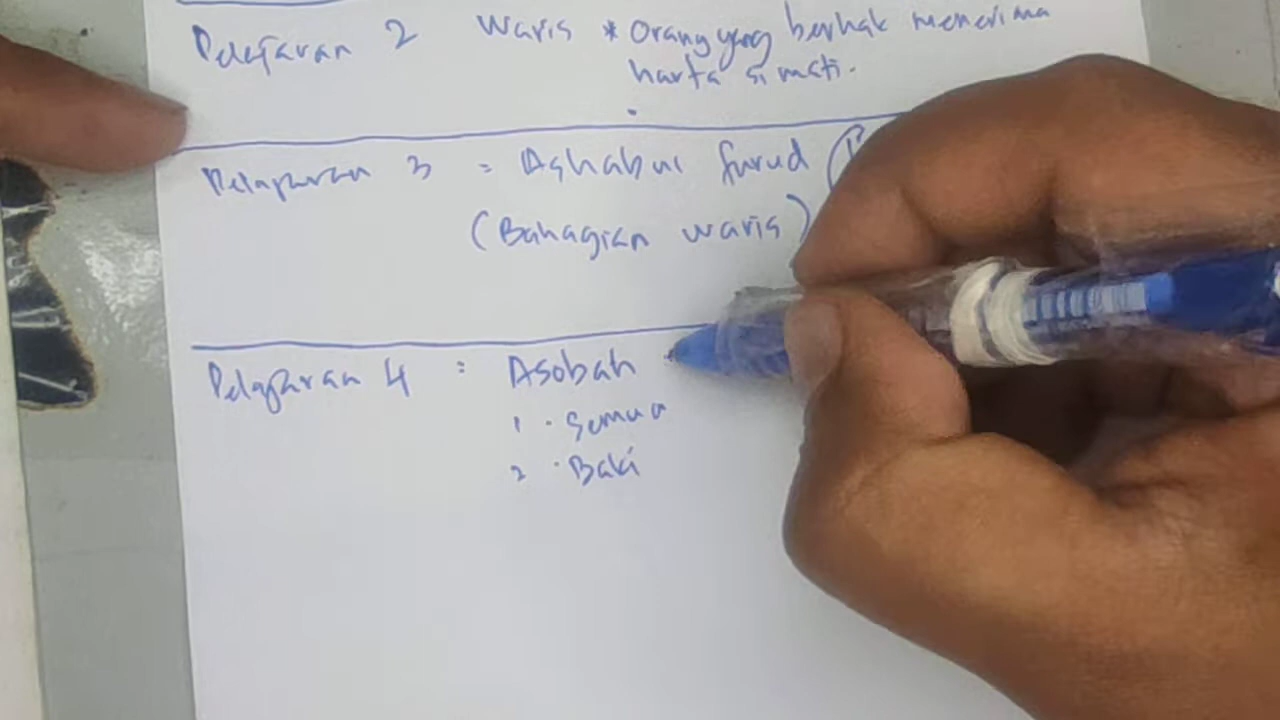 Pelajaran 2 Waris * Orang yang berhak menerima
harta si mati.
Pelajaran 3 = Ashabul furud (
(Bahagian waris)
Pelajaran 4 : Asobah
1. Semua
2. Baki